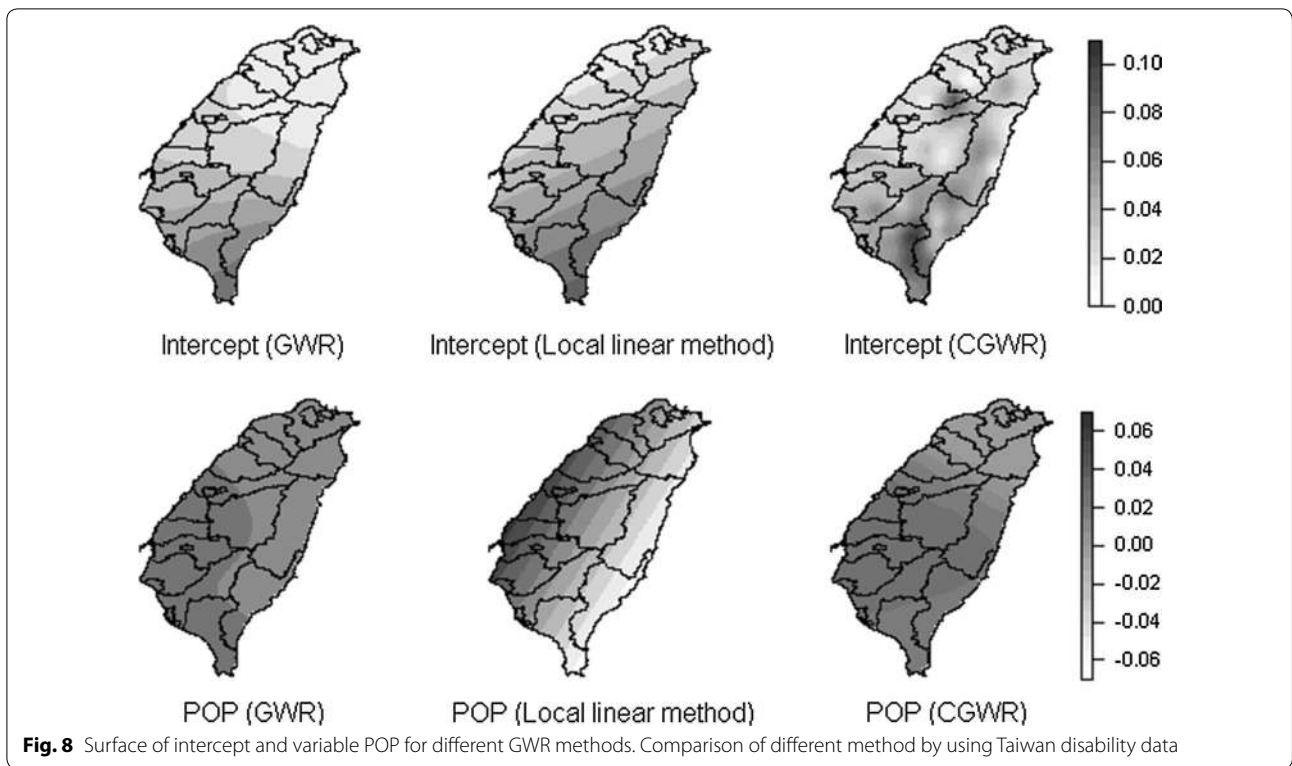 0.10
0.08
0.06
0.04
0.02
0.00
Intercept (GWR)
Intercept (Local linear method)
Intercept (CGWR)
0.06
0.04
0.02
0.00
-0.02
-0.04
-0.06
POP (GWR)
POP (Local linear method)
POP (CGWR)
Fig. 8 Surface of intercept and variable POP for different GWR methods. Comparison of different method by using Taiwan disability data